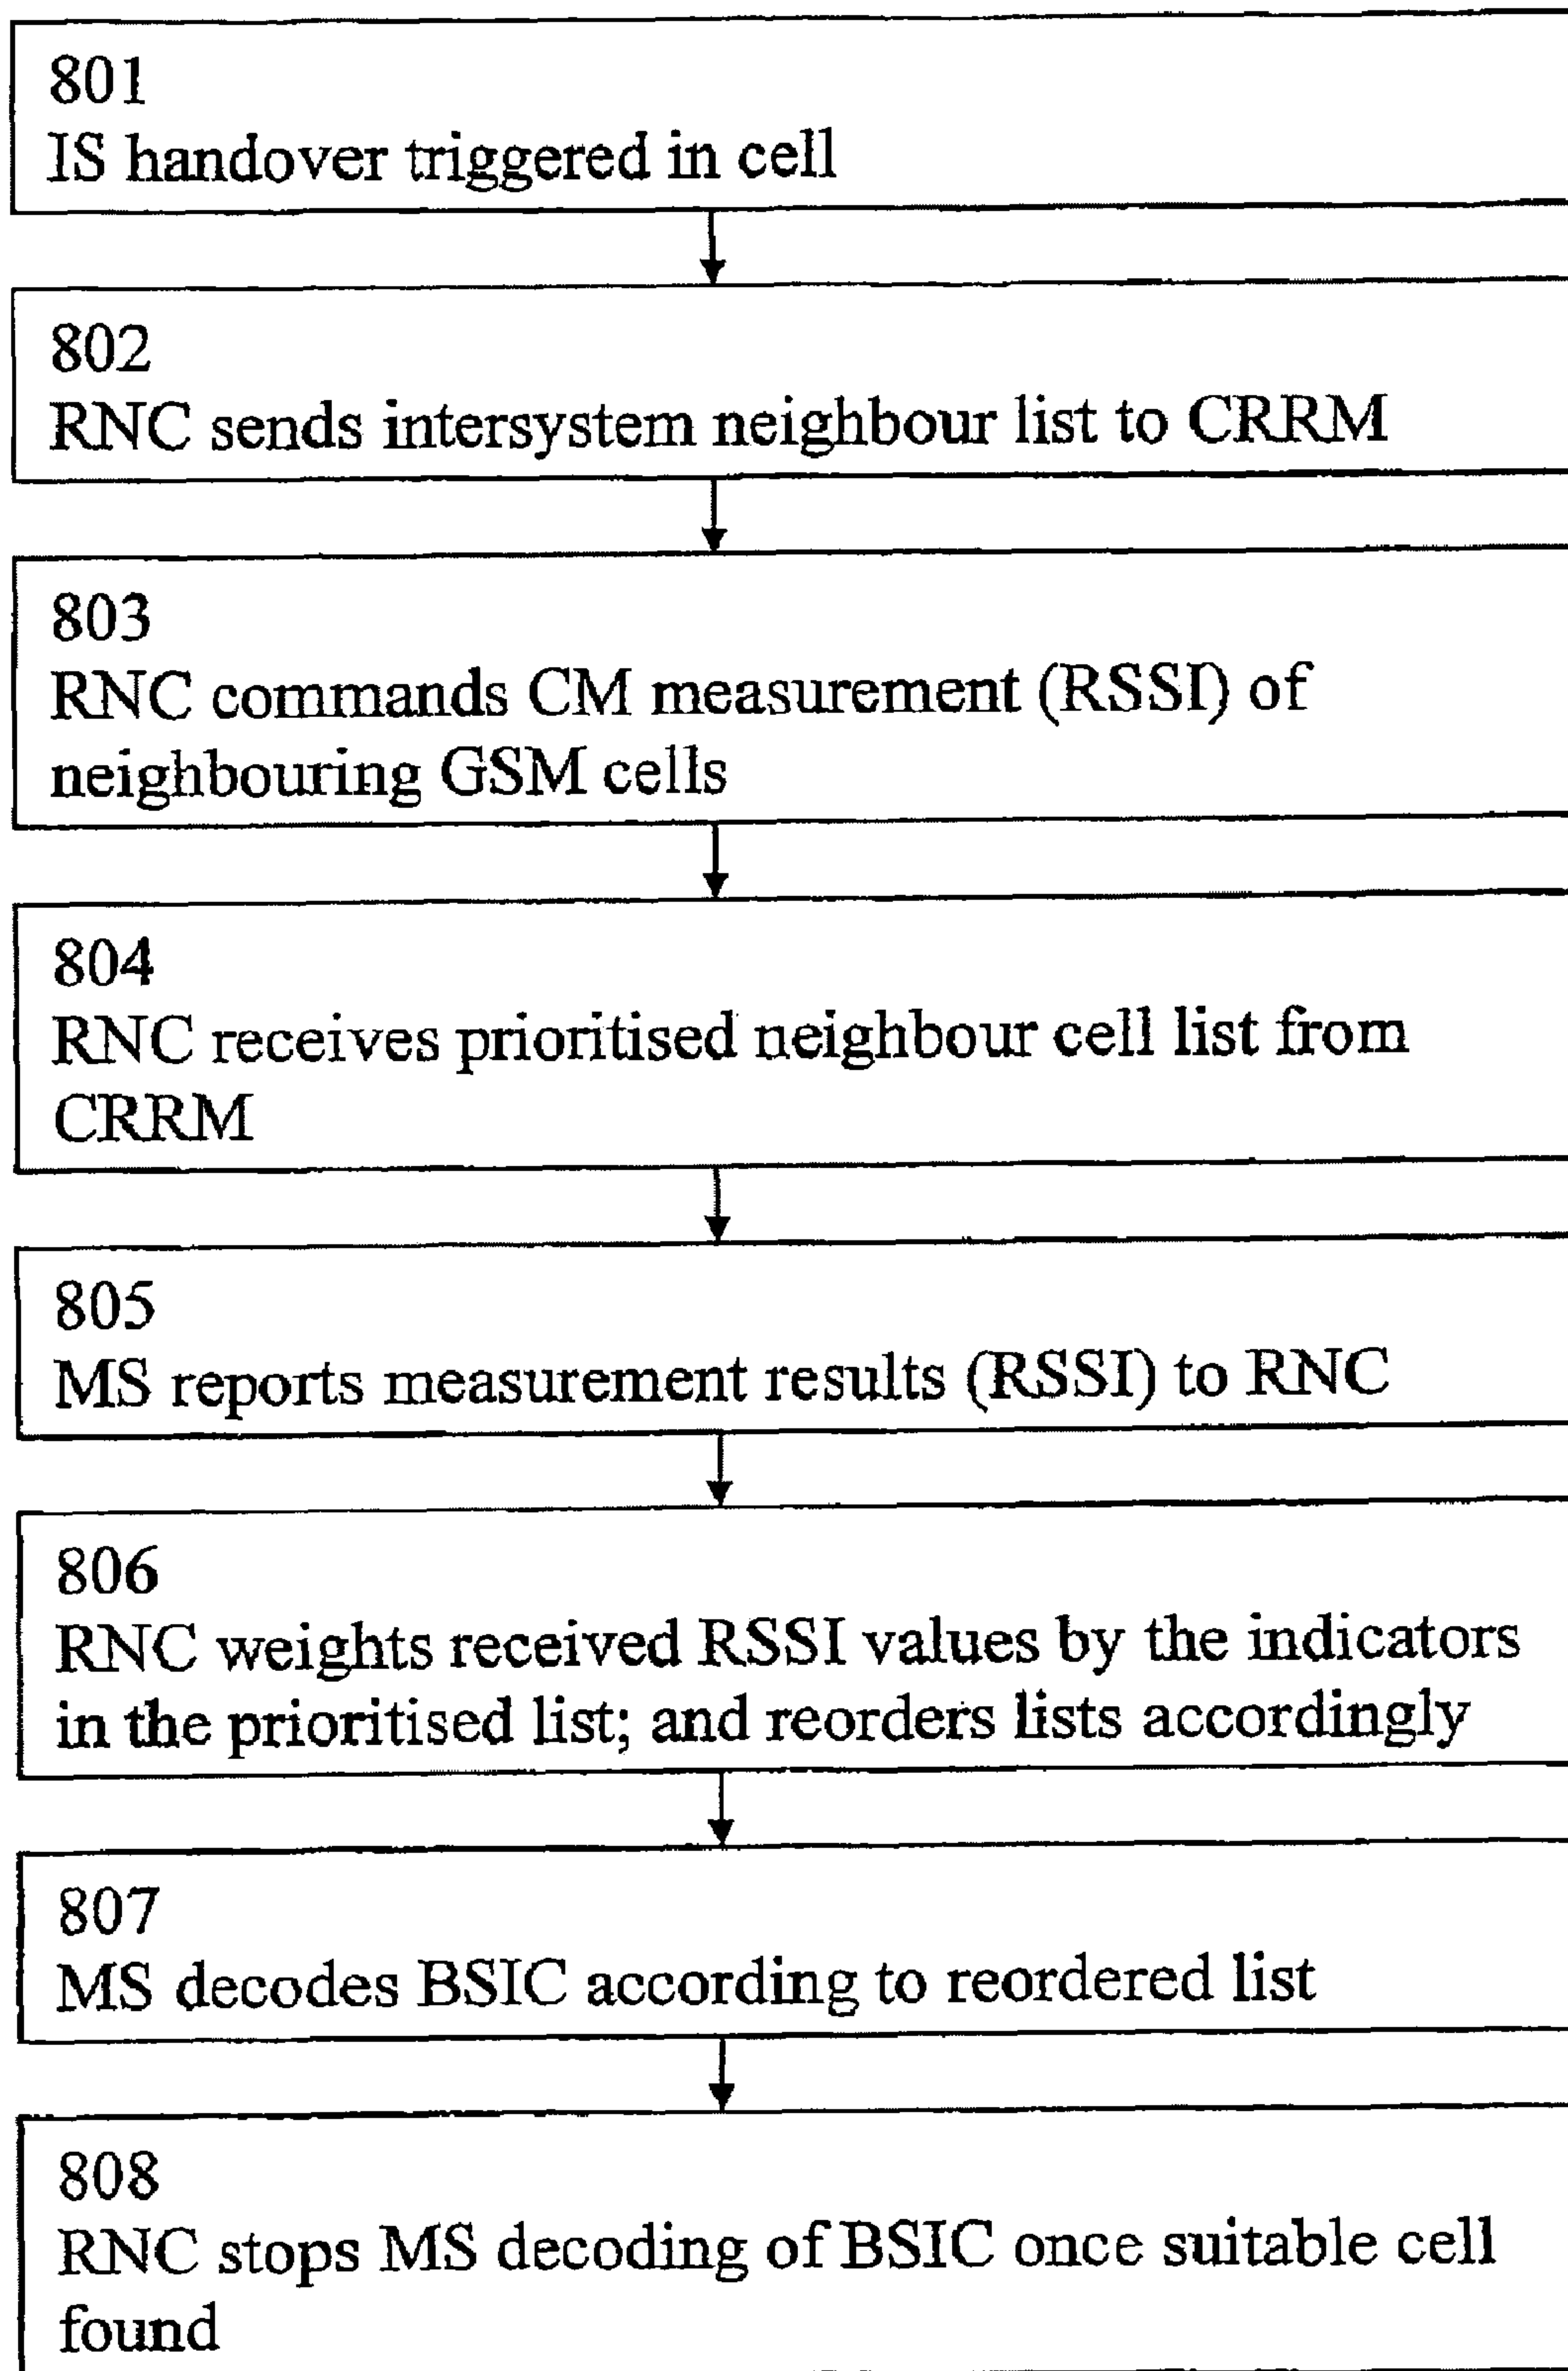 801
IS handover triggered in cell
802
RNC sends intersystem neighbour list to CRRM
803
RNC commands CM measurement (RSSI) of
neighbouring GSM cells
804
RNC receives prioritised neighbour cell list from
CRRM
805
MS reports measurement results (RSSI) to RNC
806
RNC weights received RSSI values by the indicators
in the prioritised list; and reorders lists accordingly
807
MS decodes BSIC according to reordered list
808
RNC stops MS decoding of BSIC once suitable cell
found